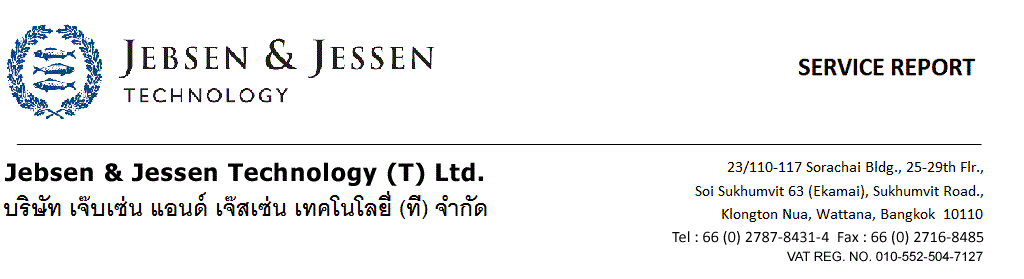 JEBSEN & JESSEN
TECHNOLOGY
SERVICE REPORT
Jebsen & Jessen Technology (T) Ltd.
บริษัท เจ๊บเซ่น แอนด์ เจ๊สเซ่น เทคโนโลยี่ (ที) จำกัด
23/110-117 Sorachai Bldg., 25-29th Flr.,
Soi Sukhumvit 63 (Ekamai), Sukhumvit Road.,
Klongton Nua, Wattana, Bangkok 10110
Tel : 66 (0) 2787-8431-4 Fax : 66 (0) 2716-8485
VAT REG. NO. 010-552-504-7127